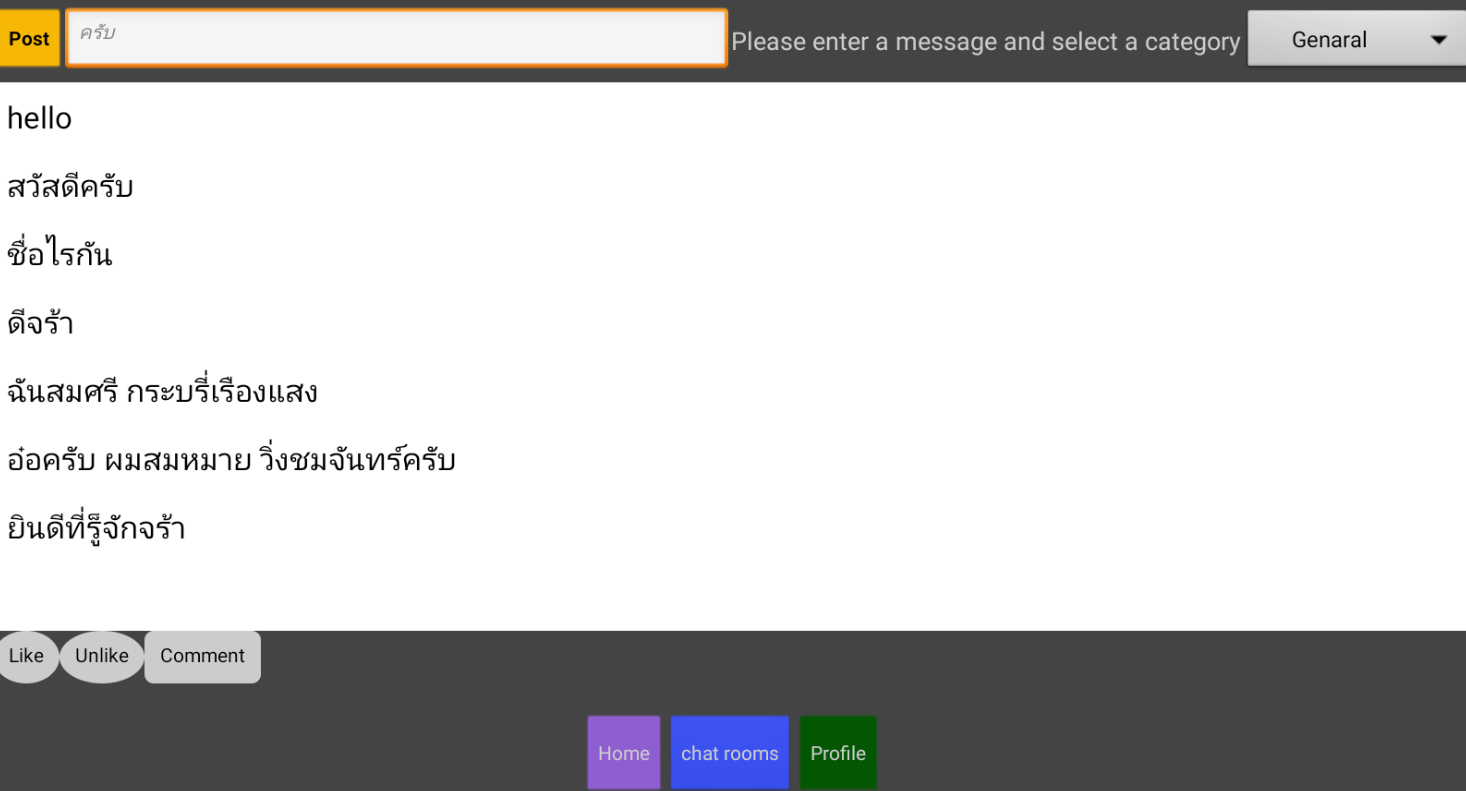 Post ครับ Please enter a message and select a category Genaral
hello
สวัสดีครับ
ชื่อไรกัน
ดีจร้า
ฉันสมศรี กระบรี่เรืองแสง
อ๋อครับ ผมสมหมาย วิ่งชมจันทร์ครับ
ยินดีที่รู็จักจร้า
Like Unlike Comment
Home chat rooms Profile